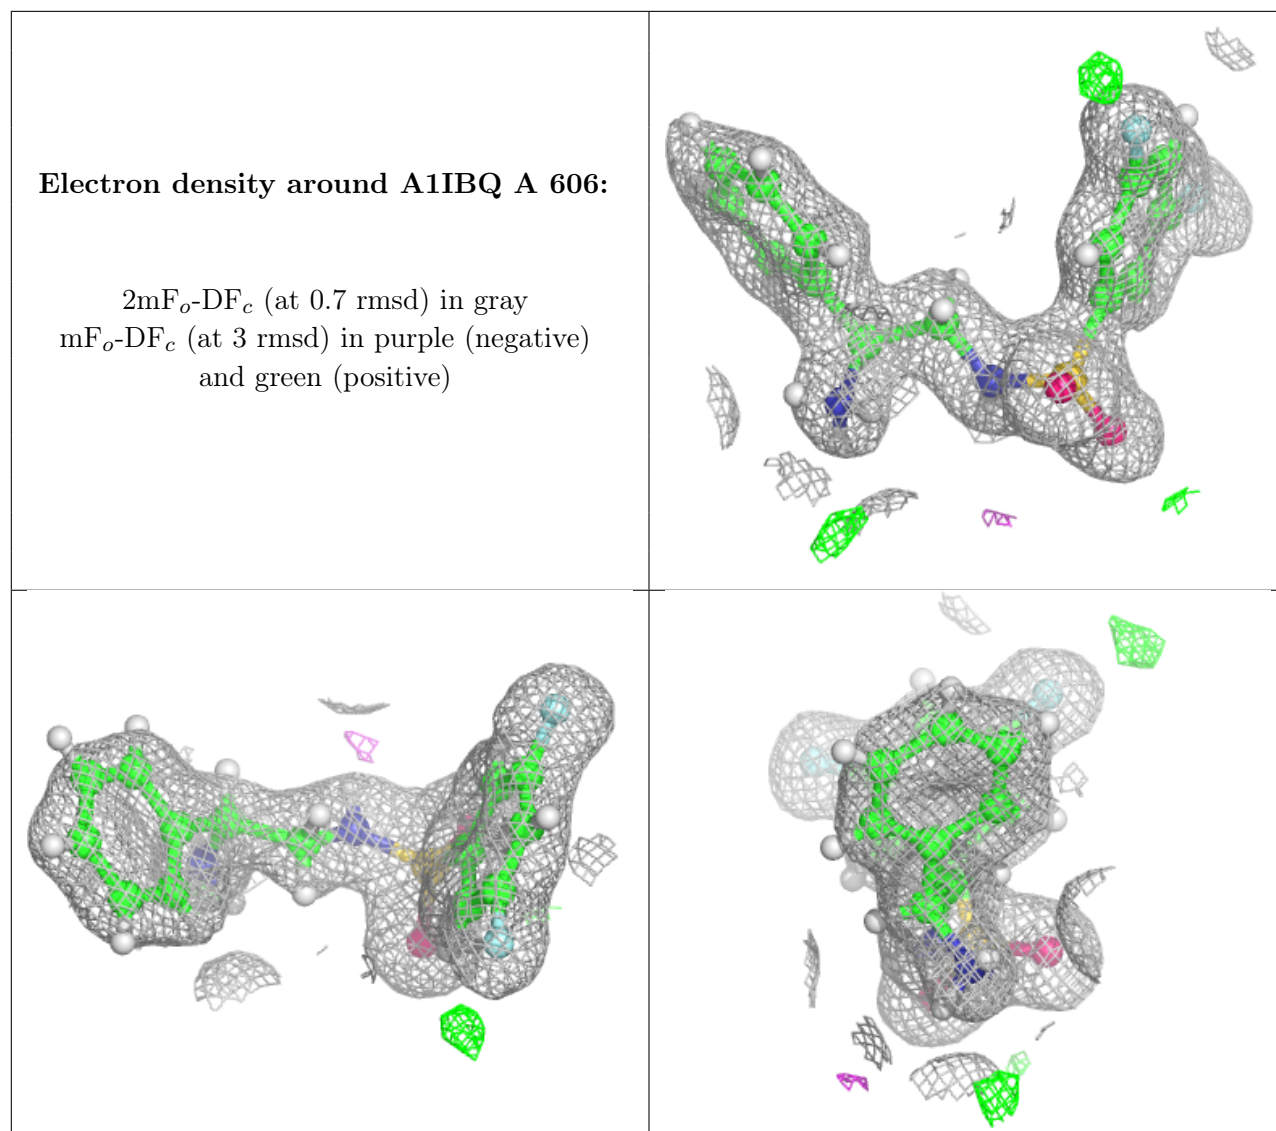 Electron density around A1IBQ A 606:
2mFo-DFc (at 0.7 rmsd) in gray
mFo-DFc (at 3 rmsd) in purple (negative)
and green (positive)